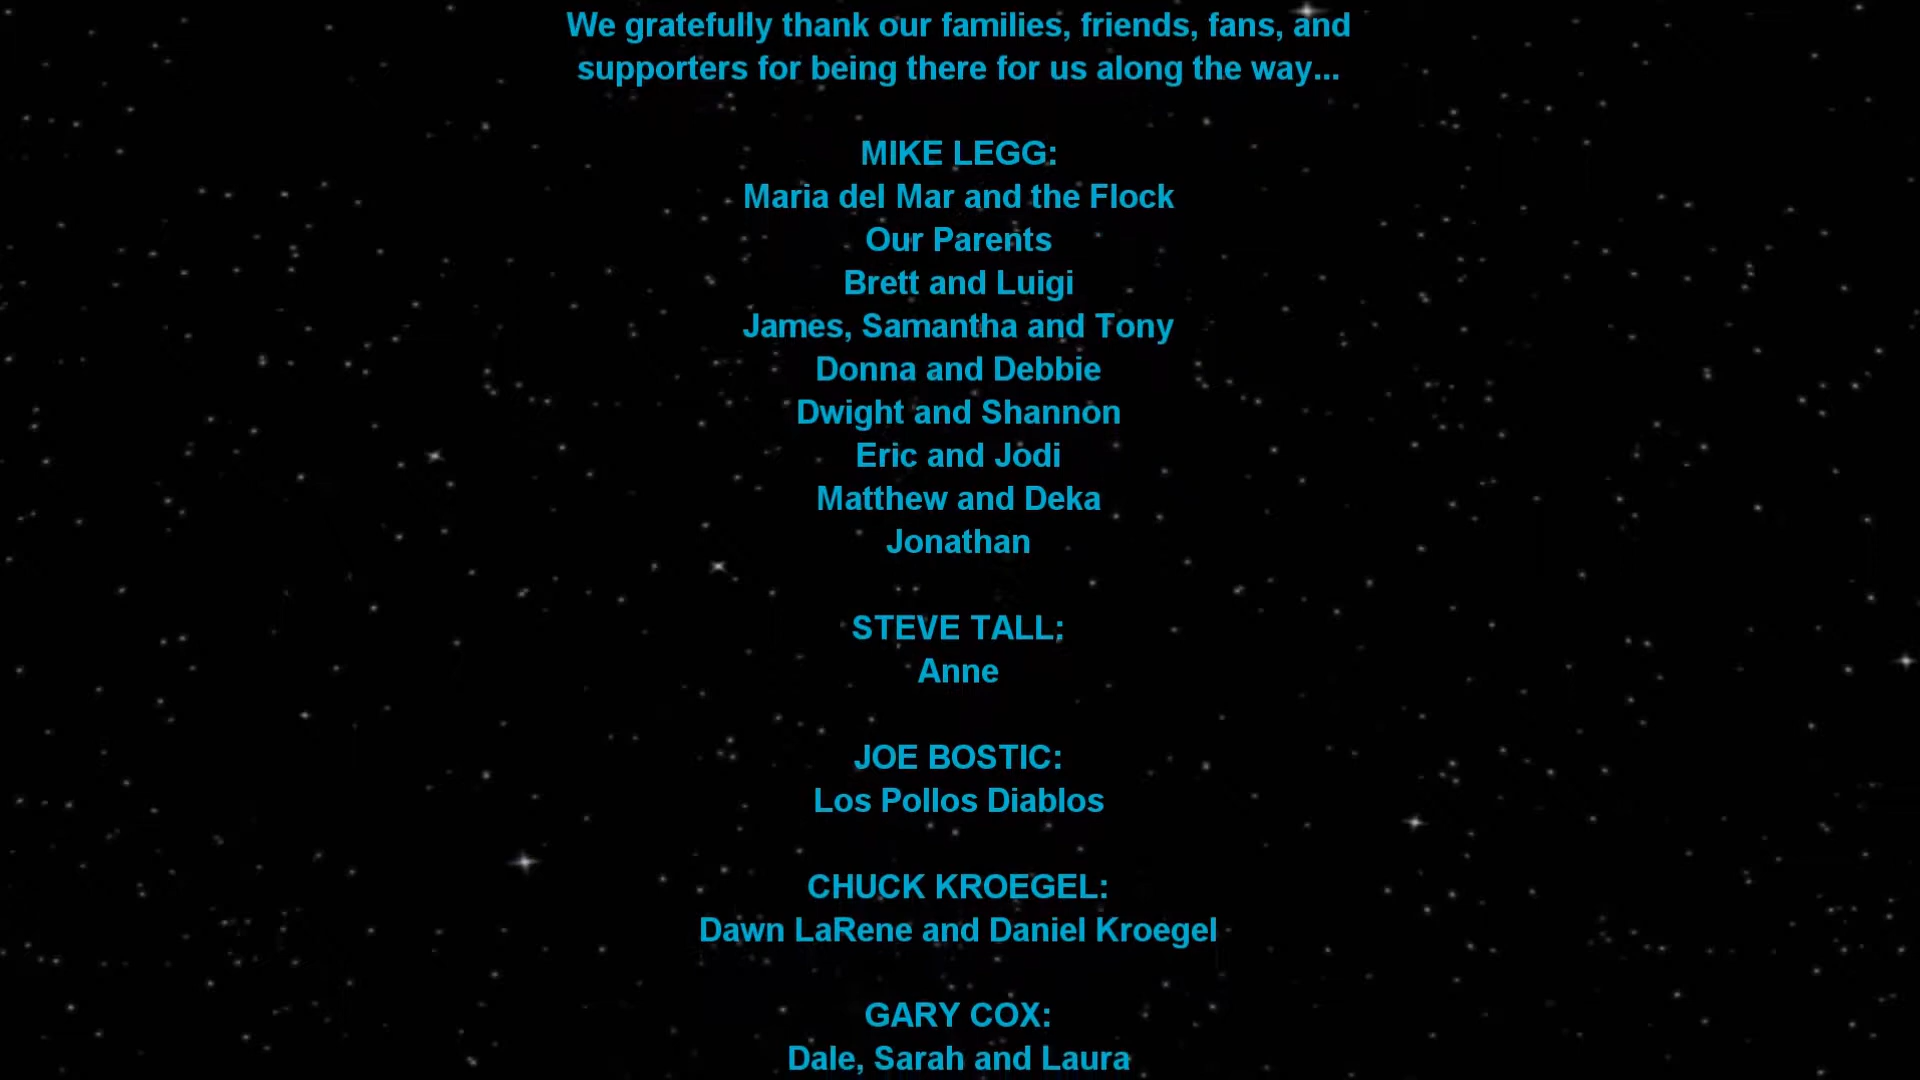 We gratefully thank our families, friends, fans, and
supporters for being there for us along the way...
MIKE LEGG:
Maria del Mar and the Flock
Our Parents
Brett and Luigi
James, Samantha and Tony
Donna and Debbie
Dwight and Shannon
Eric and Jodi
Matthew and Deka
Jonathan
STEVE TALL:
Anne
JOE BOSTIC:
Los Pollos Diablos
CHUCK KROEGEL:
Dawn LaRene and Daniel Kroegel
GARY COX:
Dale, Sarah and Laura